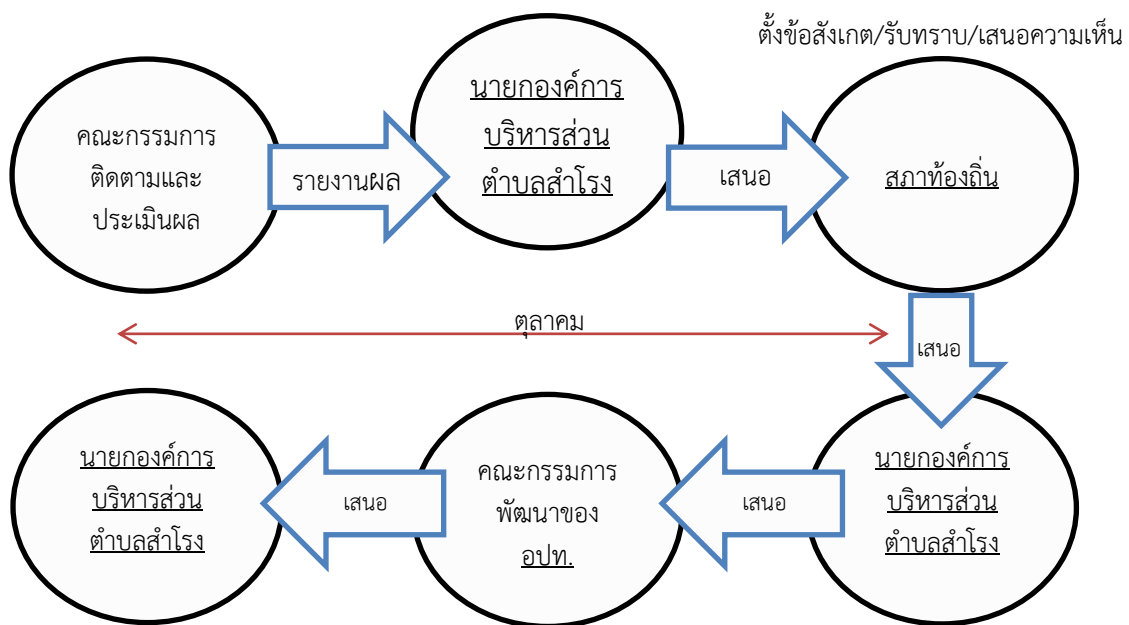 ตั้งข้อสังเกต/รับทราบ/เสนอความเห็น
คณะกรรมการ
ติดตามและ
ประเมินผล
รายงานผล
นายกองค์การ
บริหารส่วน
ตำบลสำโรง
เสนอ
สภาท้องถิ่น
ตุลาคม
เสนอ
นายกองค์การ
บริหารส่วน
ตำบลสำโรง
เสนอ
คณะกรรมการ
พัฒนาของ
อปท.
เสนอ
นายกองค์การ
บริหารส่วน
ตำบลสำโรง